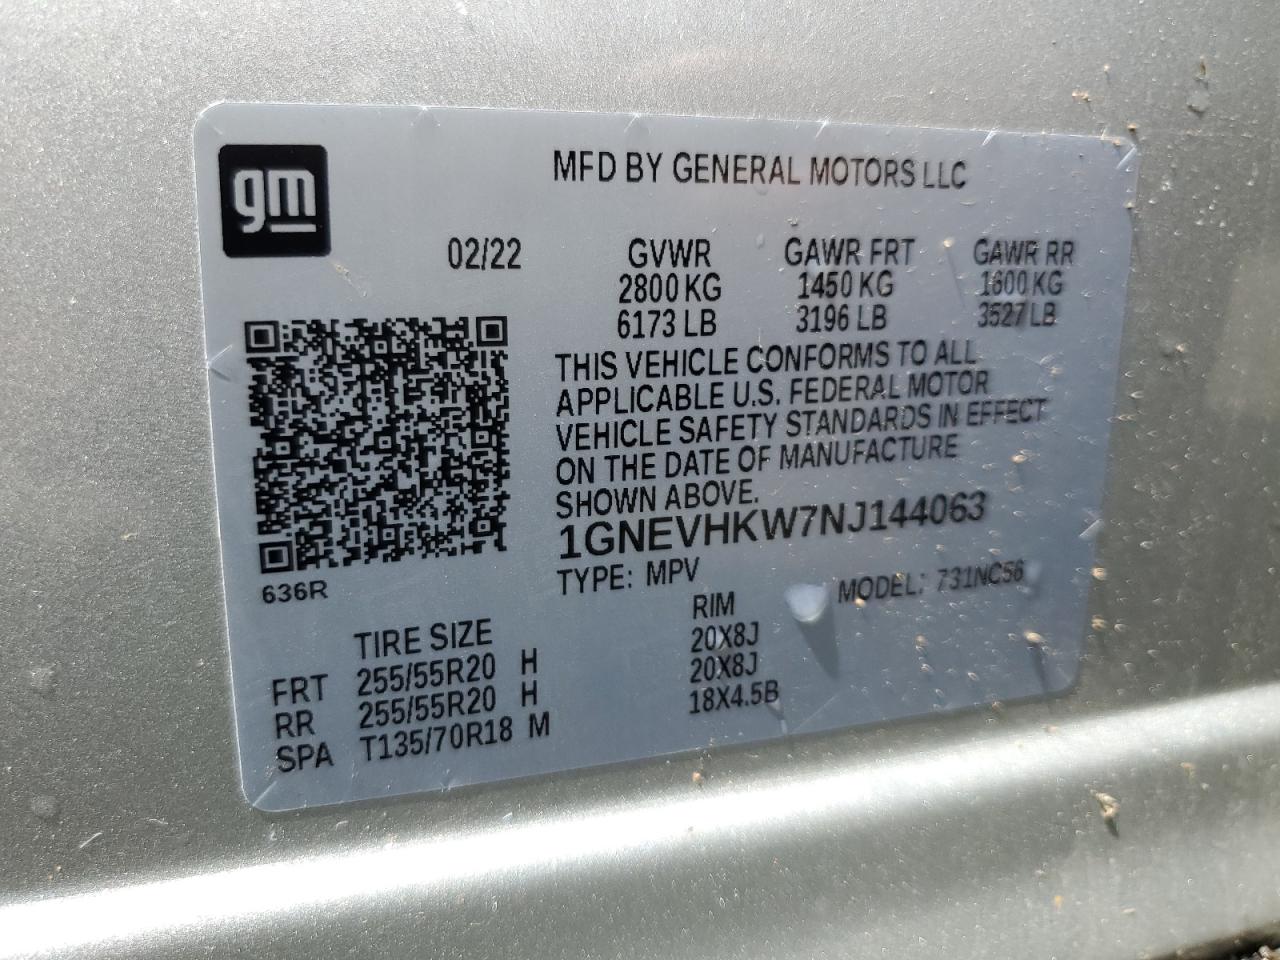 gm
MFD BY GENERAL MOTORS LLC
02/22 GVWR GAWR FRT GAWR RR
2800 KG 1450 KG 1600 KG
6173 LB 3196 LB 3527 LB
THIS VEHICLE CONFORMS TO ALL
APPLICABLE U.S. FEDERAL MOTOR
VEHICLE SAFETY STANDARDS IN EFFECT
ON THE DATE OF MANUFACTURE
SHOWN ABOVE.
1GNEVHKW7NJ144063
TYPE: MPV MODEL: 731NC56
636R
TIRE SIZE RIM
FRT 255/55R20 H 20X8J
RR 255/55R20 H 20X8J
SPA T135/70R18 M 18X4.5B